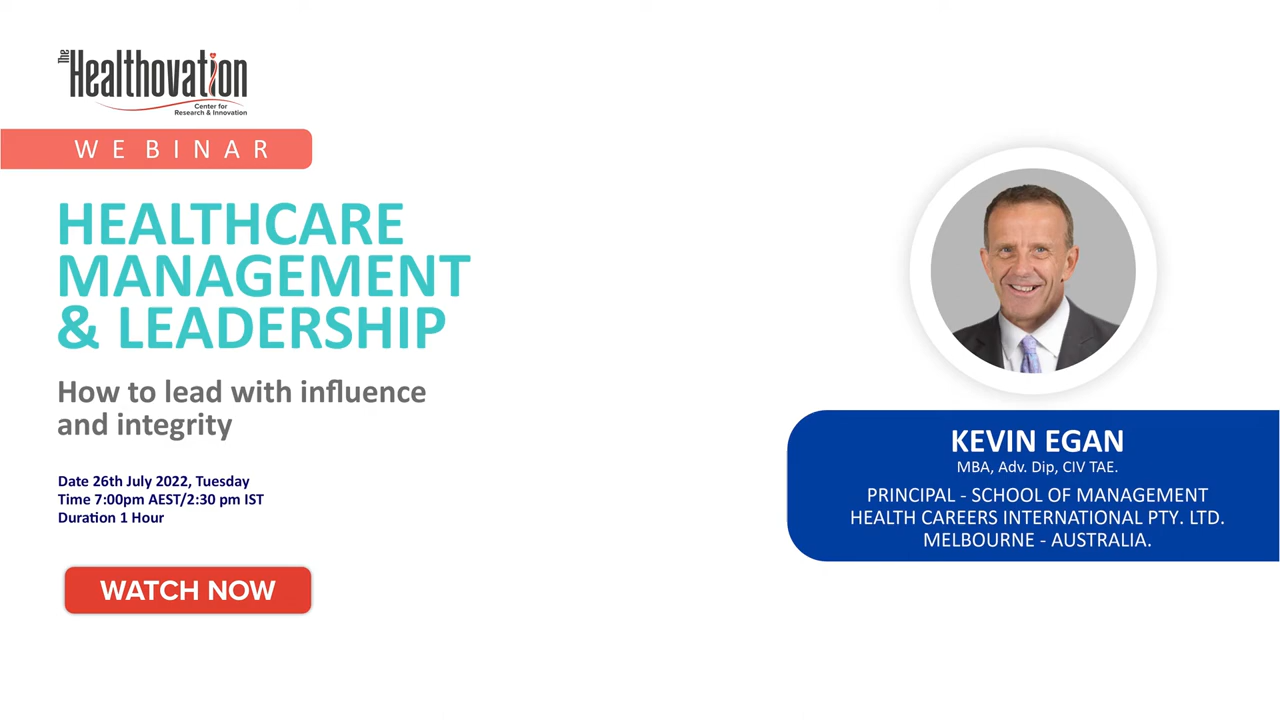 The Healthovation
Center for
Research & Innovation
WEBINAR
HEALTHCARE
MANAGEMENT
& LEADERSHIP
How to lead with influence
and integrity
Date 26th July 2022, Tuesday
Time 7:00pm AEST/2:30 pm IST
Duration 1 Hour
WATCH NOW
KEVIN EGAN
MBA, Adv. Dip, CIV TAE.
PRINCIPAL - SCHOOL OF MANAGEMENT
HEALTH CAREERS INTERNATIONAL PTY. LTD.
MELBOURNE - AUSTRALIA.